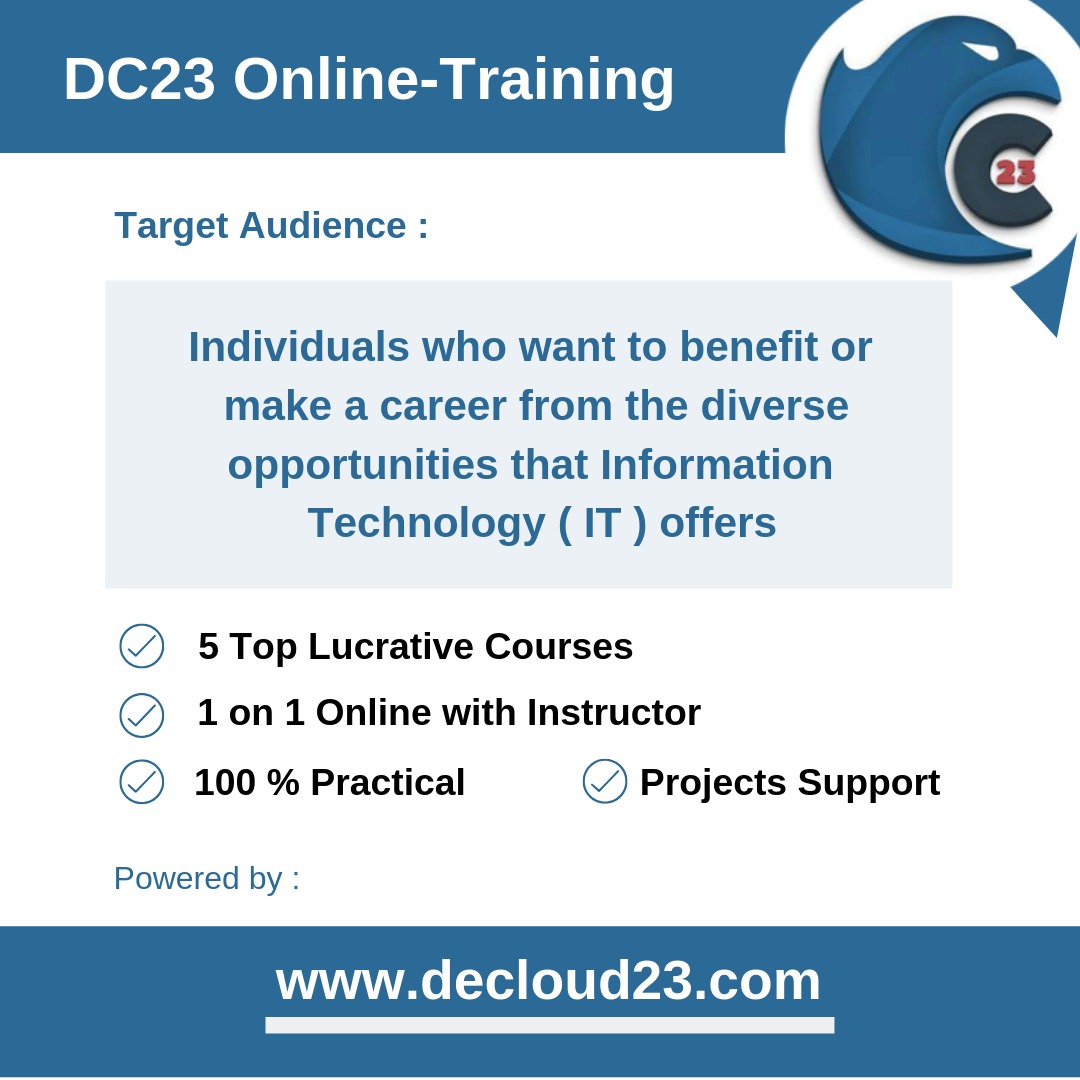 DC23 Online-Training
C
23
Target Audience :
Individuals who want to benefit or
make a career from the diverse
opportunities that Information
Technology ( IT ) offers
5 Top Lucrative Courses
1 on 1 Online with Instructor
100 % Practical
Projects Support
Powered by :
www.decloud23.com